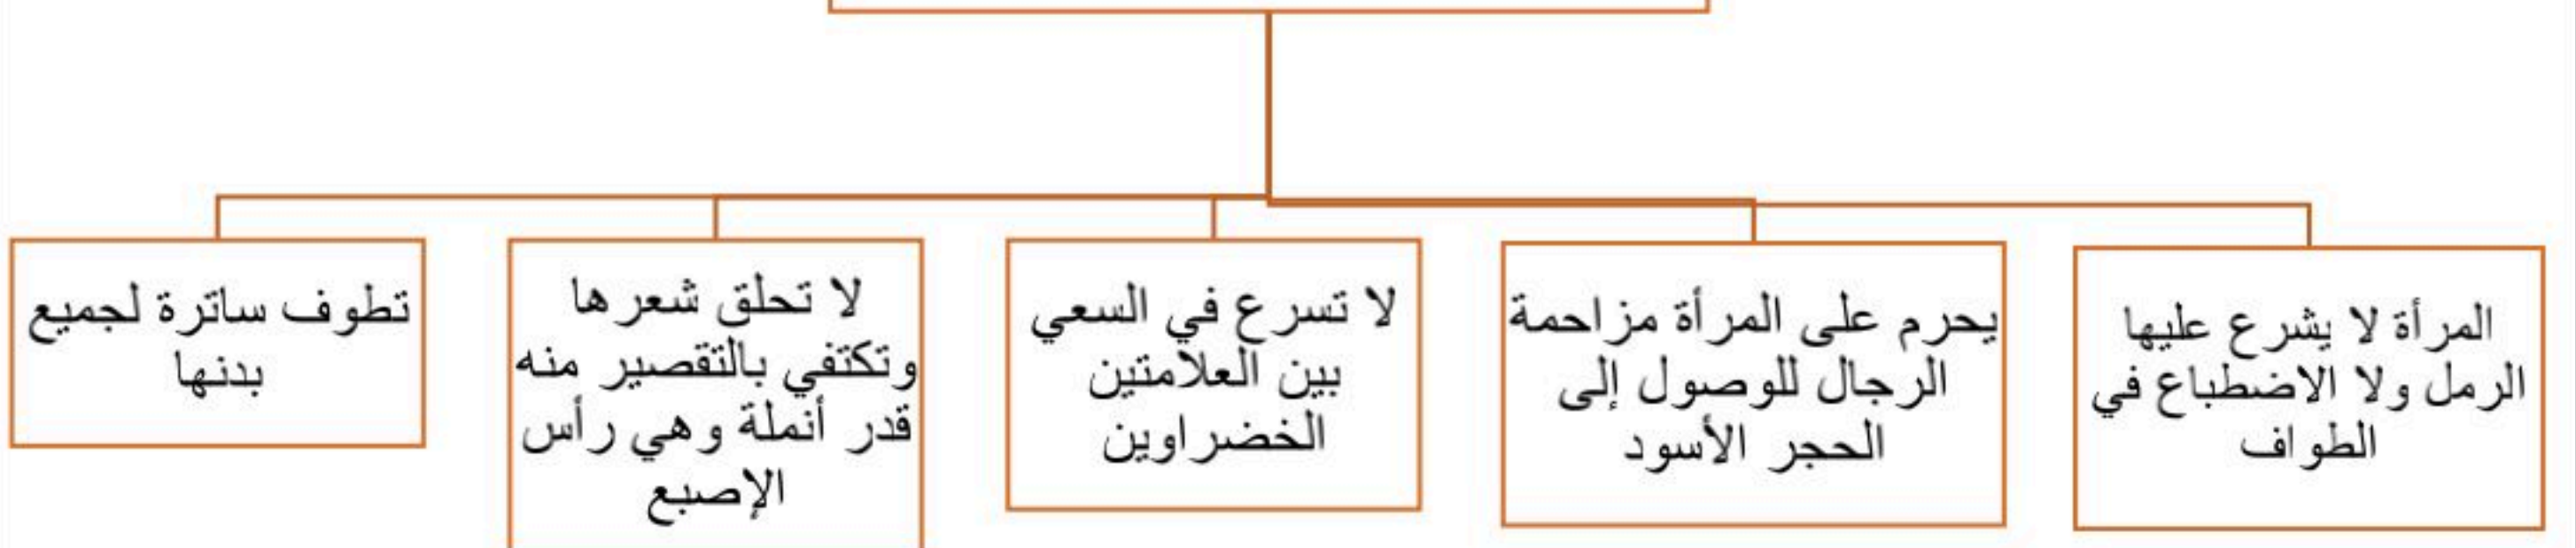 المرأة لا يشرع عليها
الرمل ولا الاضطباع في
الطواف
يحرم على المرأة مزاحمة
الرجال للوصول إلى
الحجر الأسود
لا تسرع في السعي
بين العلامتين
الخضراوين
لا تحلق شعرها
وتكتفي بالتقصير منه
قدر أنملة وهي رأس
الإصبع
تطوف ساترة لجميع
بدنها